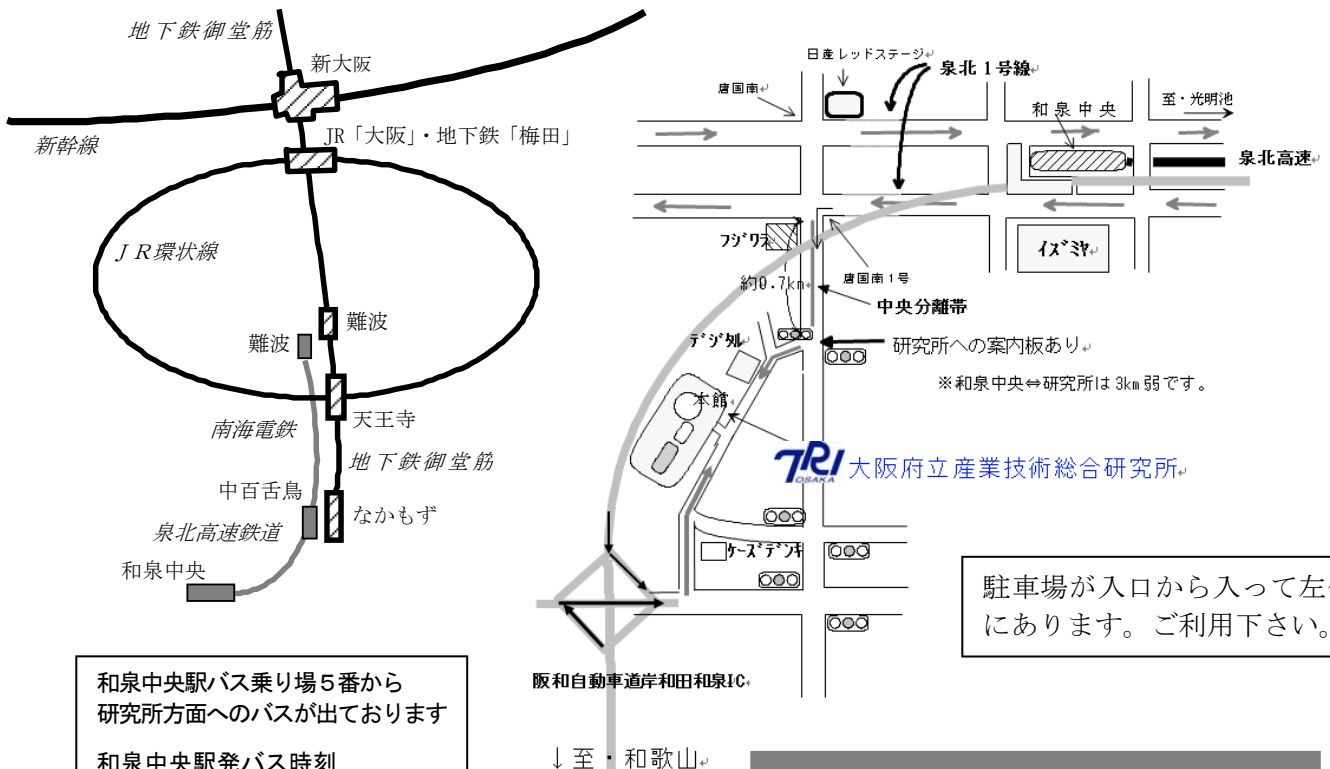 地下鉄御堂筋
新大阪
新幹線
JR「大阪」・地下鉄「梅田」
ＪR環状線
難波
難波
天王寺
南海電鉄
地下鉄御堂筋
中百舌鳥
なかもず
泉北高速鉄道
和泉中央
日産レッドステージ
泉北１号線
唐国南
和泉中央
至・光明池
泉北高速
フジワラ
イズミヤ
約0.7km
唐国南1号
中央分離帯
デジタル
研究所への案内板あり
※和泉中央⇔研究所は3km弱です。
本館
TRI
OSAKA
大阪府立産業技術総合研究所
ケーズデンキ
駐車場が入口から入って左
にあります。ご利用下さい。
阪和自動車道岸和田和泉IC
↓至・和歌山
和泉中央駅バス乗り場５番から
研究所方面へのバスが出ております
和泉中央駅発バス時刻